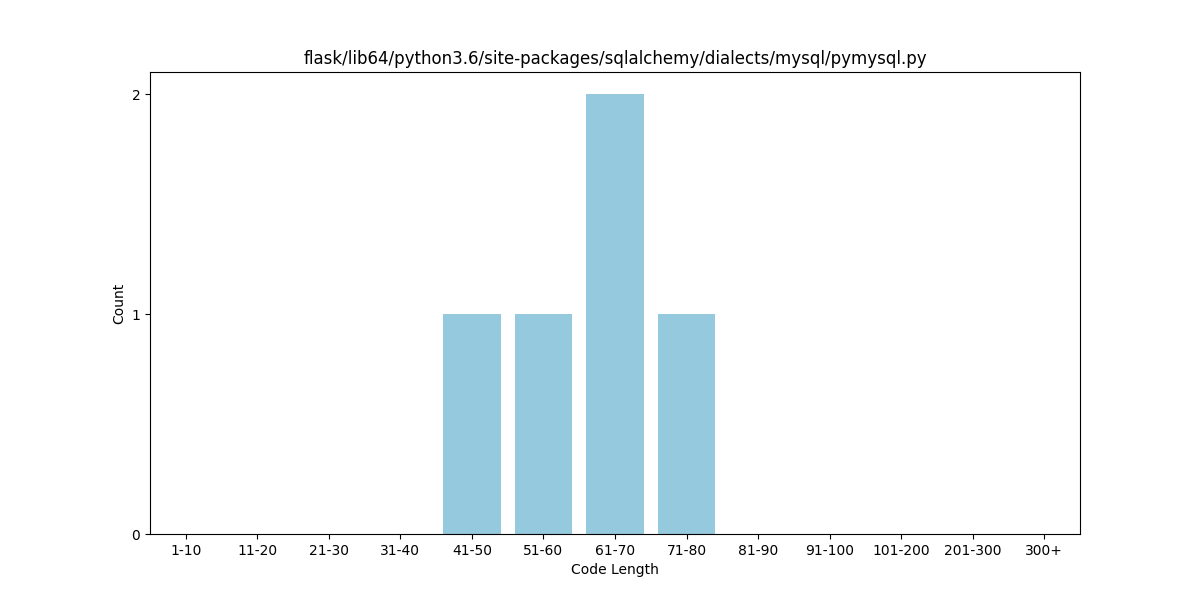 flask/lib64/python3.6/site-packages/sqlalchemy/dialects/mysql/pymysql.py
Count
2
1
0
1-10 11-20 21-30 31-40 41-50 51-60 61-70 71-80 81-90 91-100 101-200 201-300 300+
Code Length